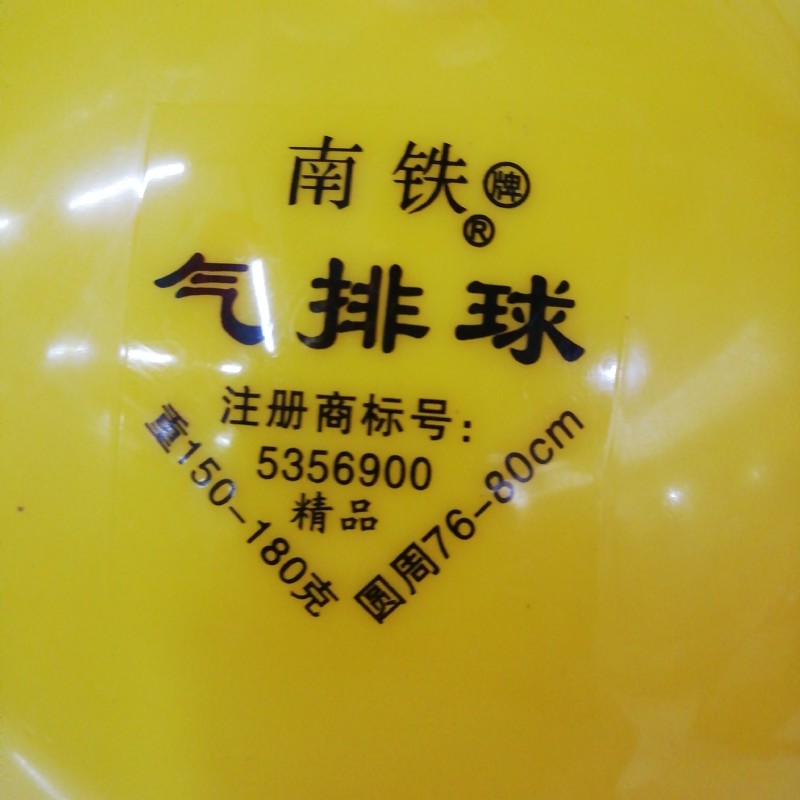 南铁牌
®
气排球
注册商标号：
5356900
精品
重150-180克
圆周76-80cm